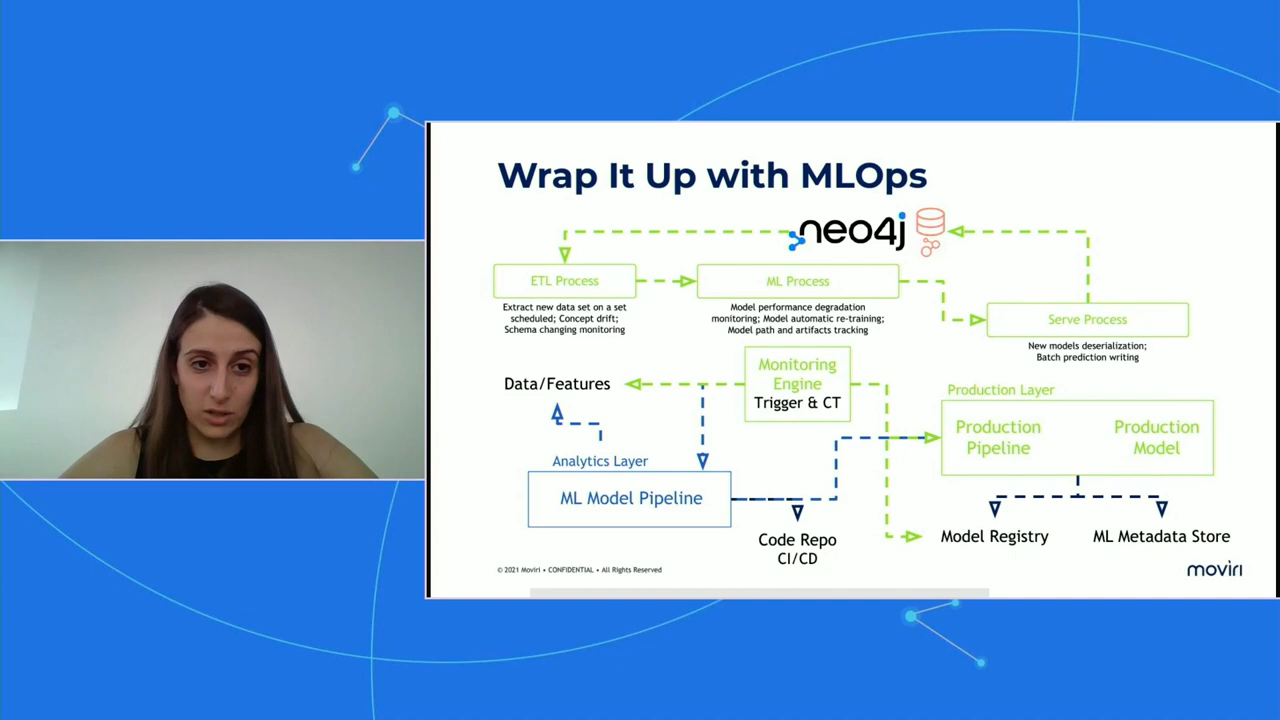 Wrap It Up with MLOps
neo4j
ETL Process
Extract new data set on a set
scheduled; Concept drift;
Schema changing monitoring
ML Process
Model performance degradation
monitoring; Model automatic re-training;
Model path and artifacts tracking
Serve Process
New models deserialization;
Batch prediction writing
Monitoring
Engine
Trigger & CT
Data/Features
Production Layer
Production
Pipeline
Production
Model
Analytics Layer
ML Model Pipeline
Code Repo
CI/CD
Model Registry
ML Metadata Store
© 2021 Moviri • CONFIDENTIAL • All Rights Reserved
moviri